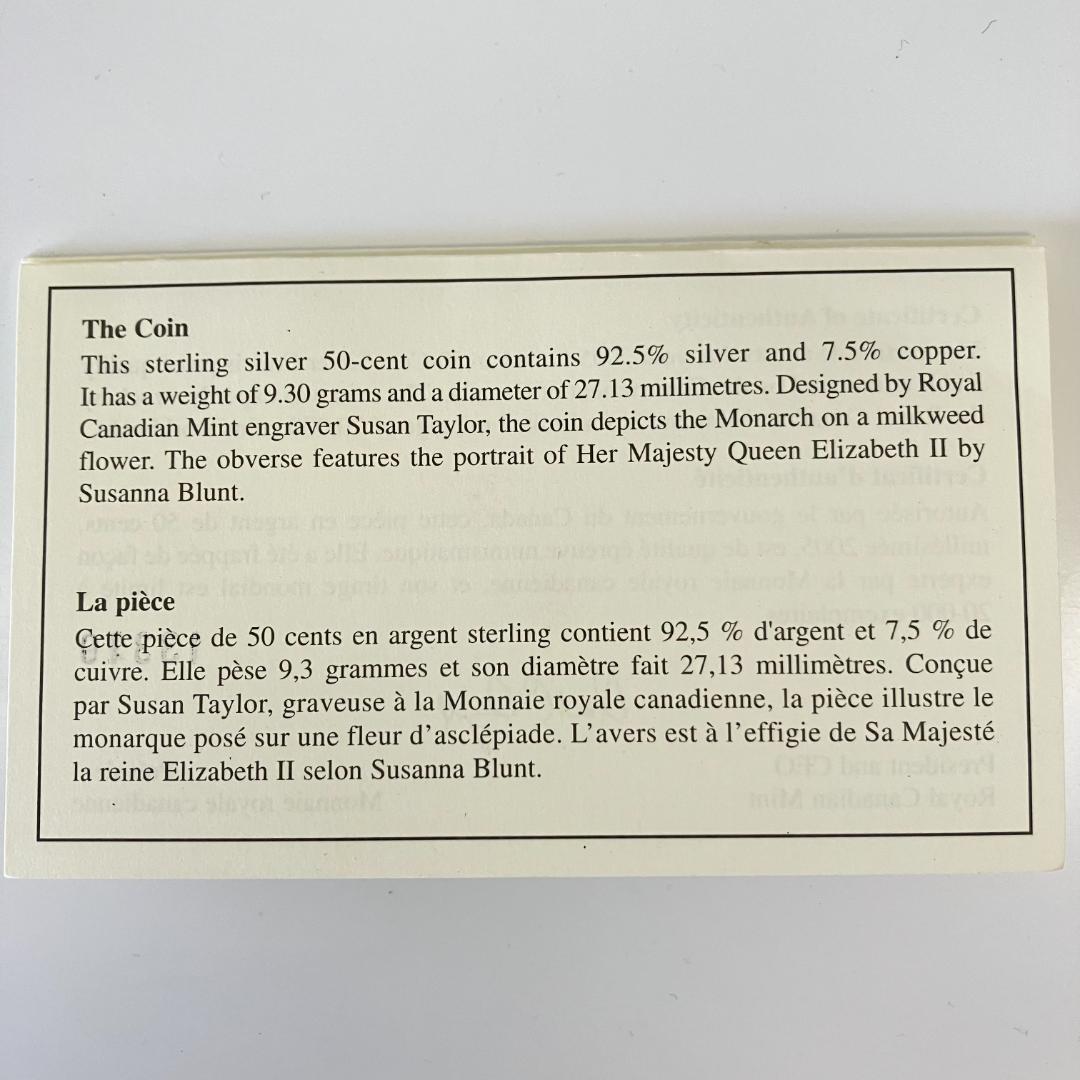 The Coin
This sterling silver 50-cent coin contains 92.5% silver and 7.5% copper.
It has a weight of 9.30 grams and a diameter of 27.13 millimetres. Designed by Royal
Canadian Mint engraver Susan Taylor, the coin depicts the Monarch on a milkweed
flower. The obverse features the portrait of Her Majesty Queen Elizabeth II by
Susanna Blunt.
La pièce
Cette pièce de 50 cents en argent sterling contient 92,5 % d'argent et 7,5 % de
cuivre. Elle pèse 9,3 grammes et son diamètre fait 27,13 millimètres. Conçue
par Susan Taylor, graveuse à la Monnaie royale canadienne, la pièce illustre le
monarque posé sur une fleur d’asclépiade. L’avers est à l’effigie de Sa Majesté
la reine Elizabeth II selon Susanna Blunt.